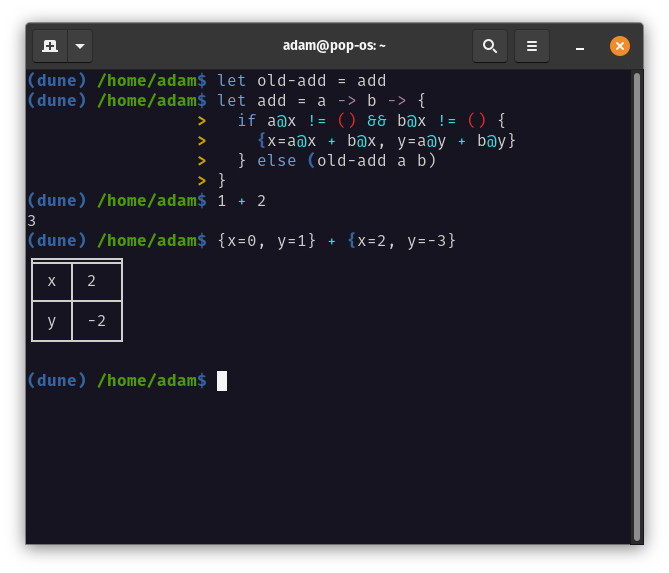 adam@pop-os: ~
(dune) /home/adam$ let old-add = add
(dune) /home/adam$ let add = a -> b -> {
> if a@x != () && b@x != () {
> {x=a@x + b@x, y=a@y + b@y}
> } else (old-add a b)
> }
(dune) /home/adam$ 1 + 2
3
(dune) /home/adam$ {x=0, y=1} + {x=2, y=-3}
x 2
y -2
(dune) /home/adam$